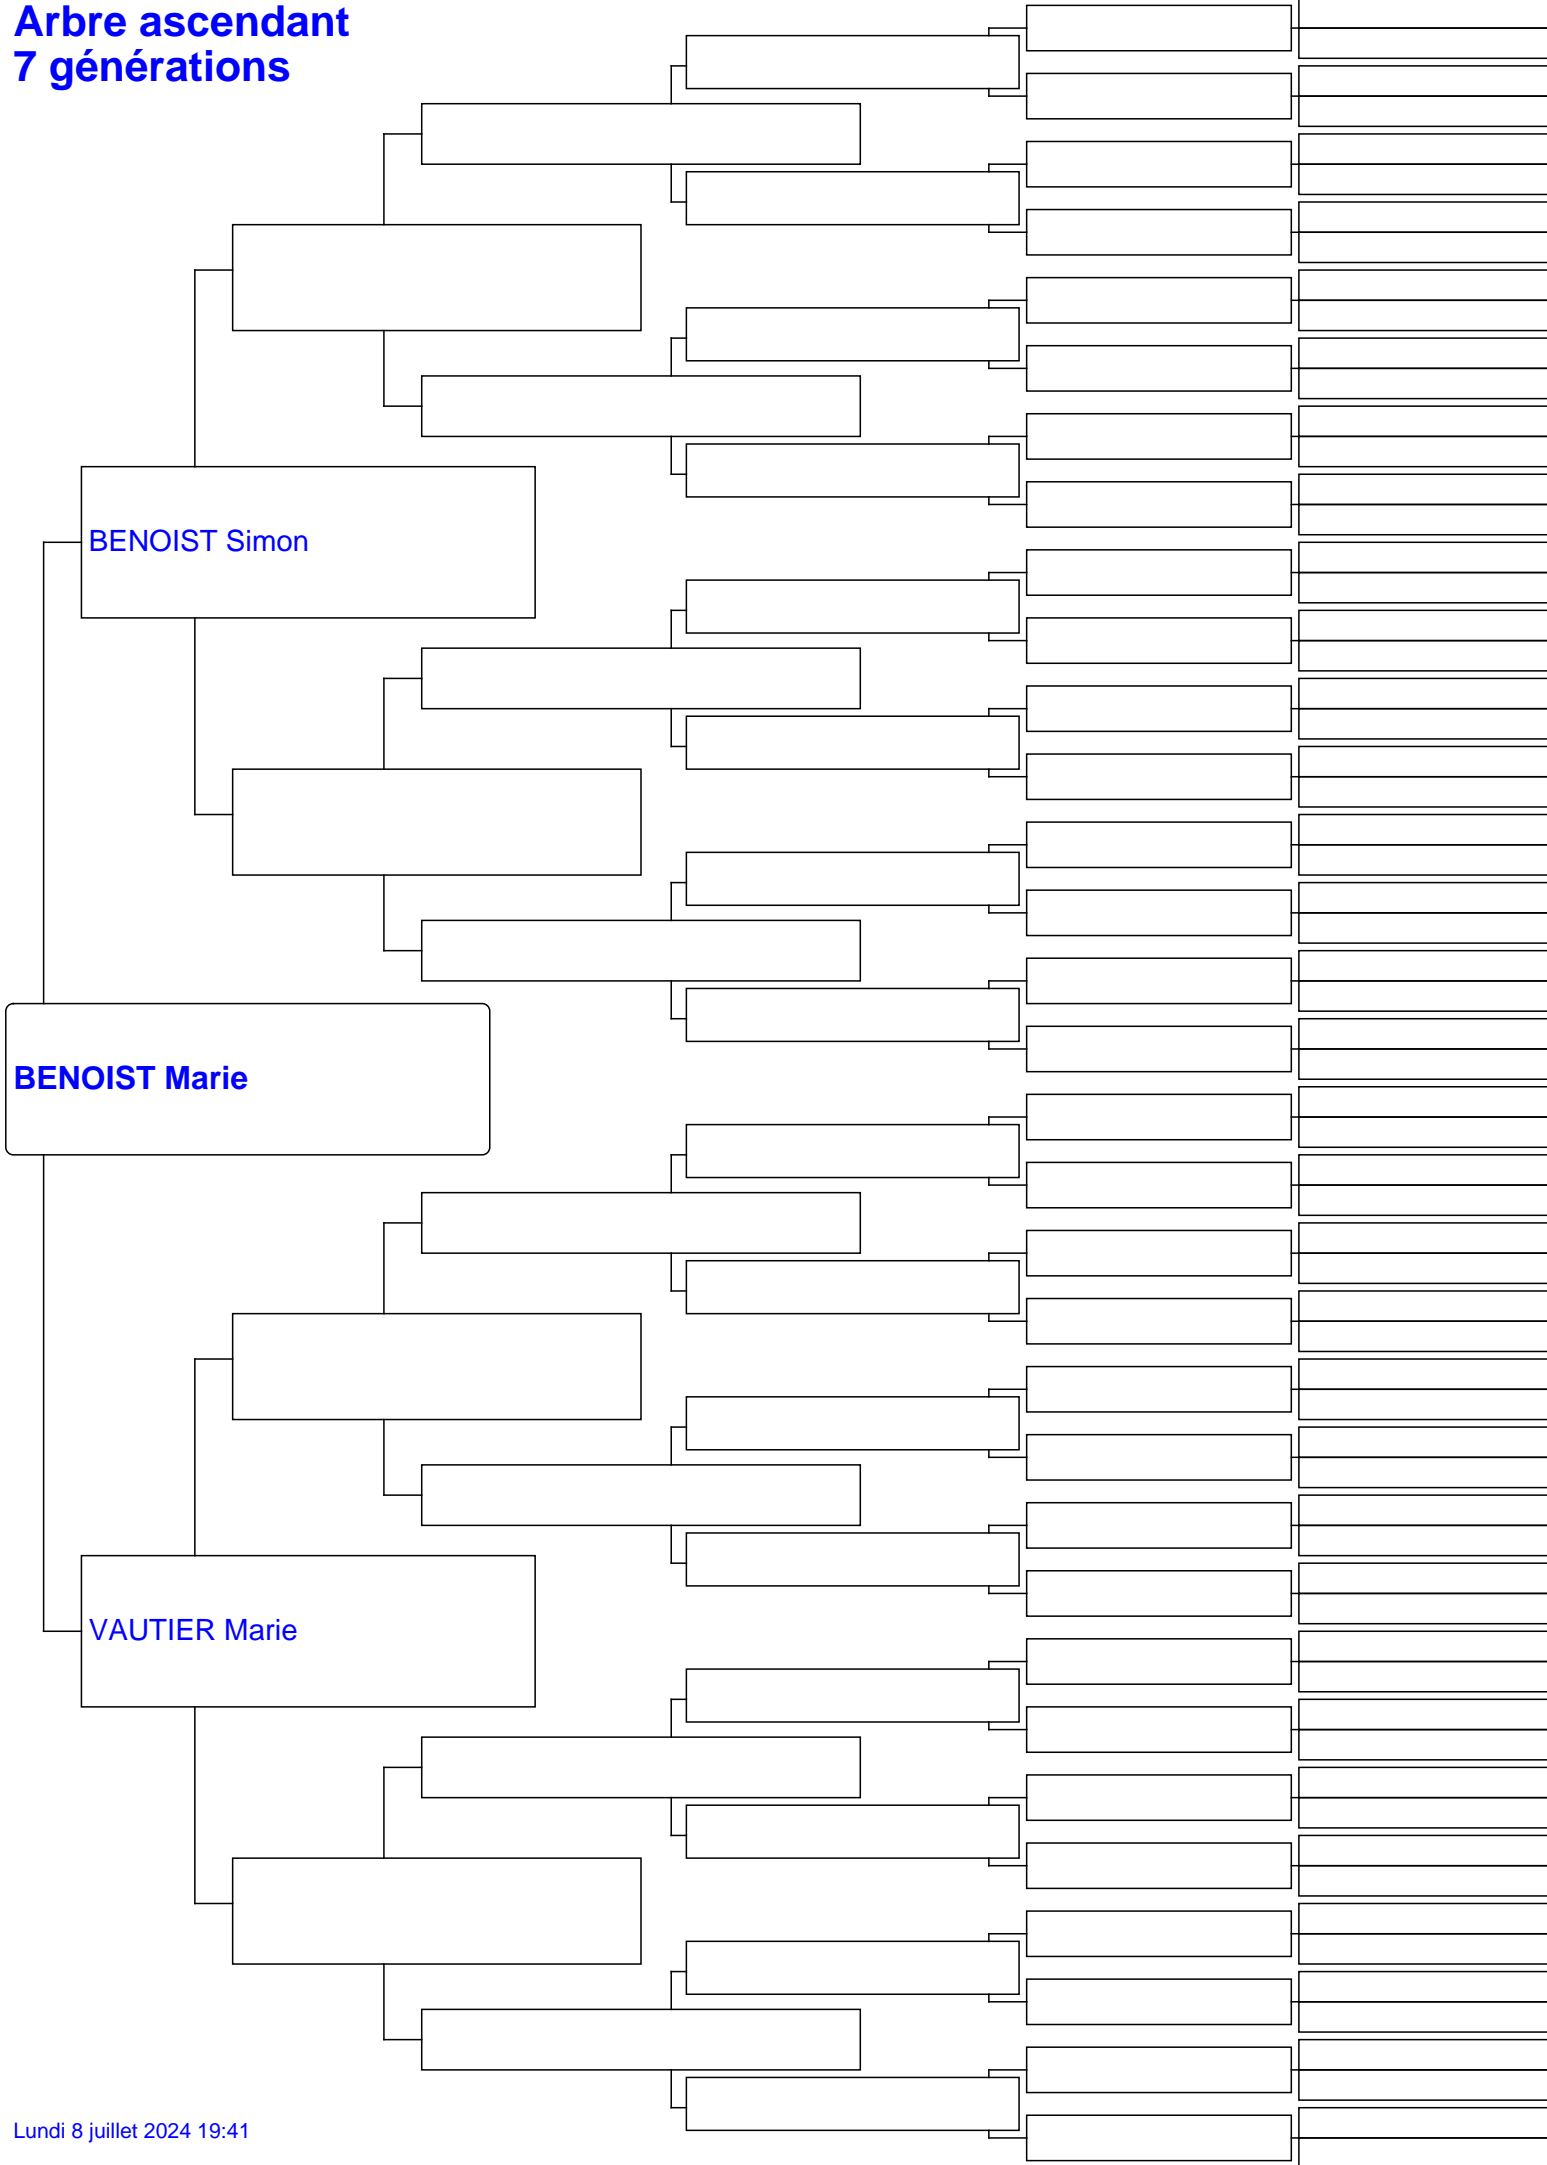 Arbre ascendant
7 générations
BENOIST Simon
BENOIST Marie
VAUTIER Marie
Lundi 8 juillet 2024 19:41